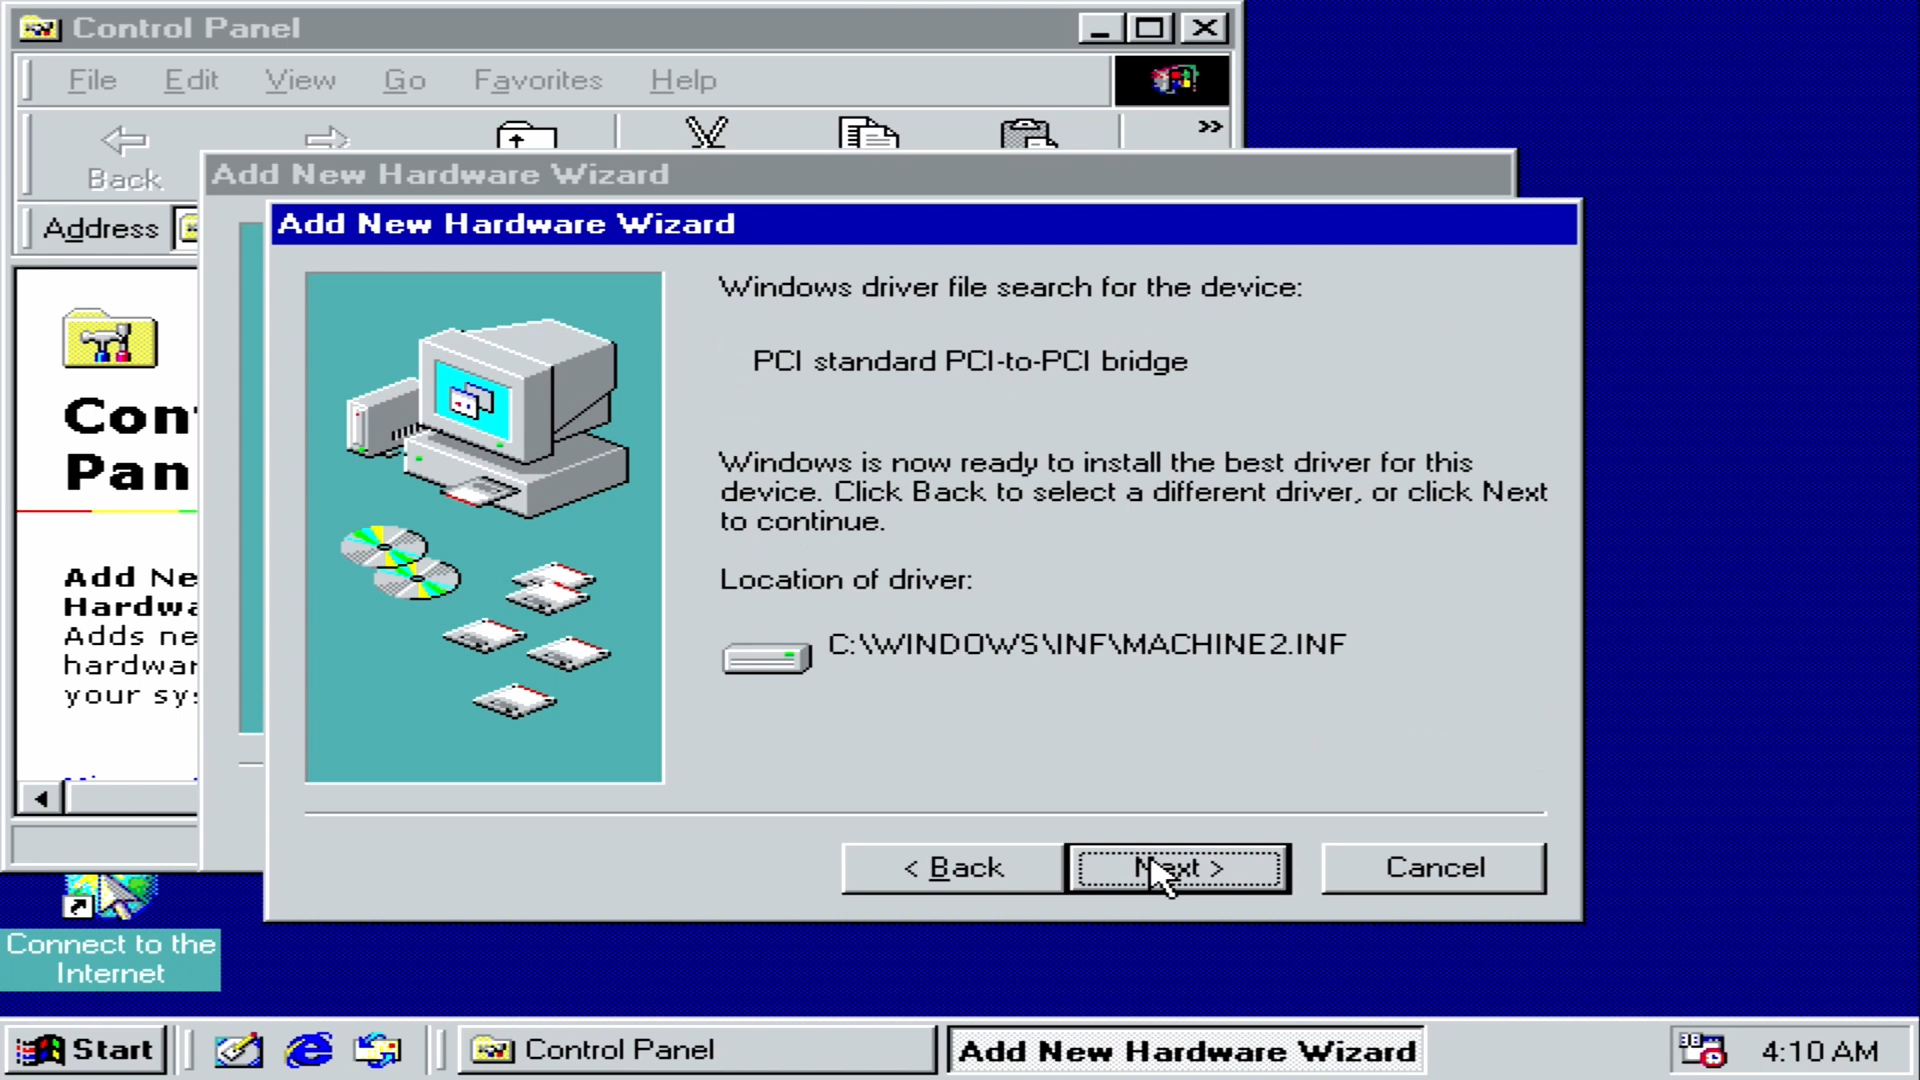 Control Panel
File Edit View Go Favorites Help
Back
»
Address
Add New Hardware Wizard
Add New Hardware Wizard
Windows driver file search for the device:
PCI standard PCI-to-PCI bridge
Windows is now ready to install the best driver for this
device. Click Back to select a different driver, or click Next
to continue.
Location of driver:
C:\WINDOWS\INF\MACHINE2.INF
< Back
Next >
Cancel
Con
Pan
Add Ne
Hardwa
Adds ne
hardwar
your sys
Connect to the
Internet
Start
Control Panel
Add New Hardware Wizard
4:10 AM